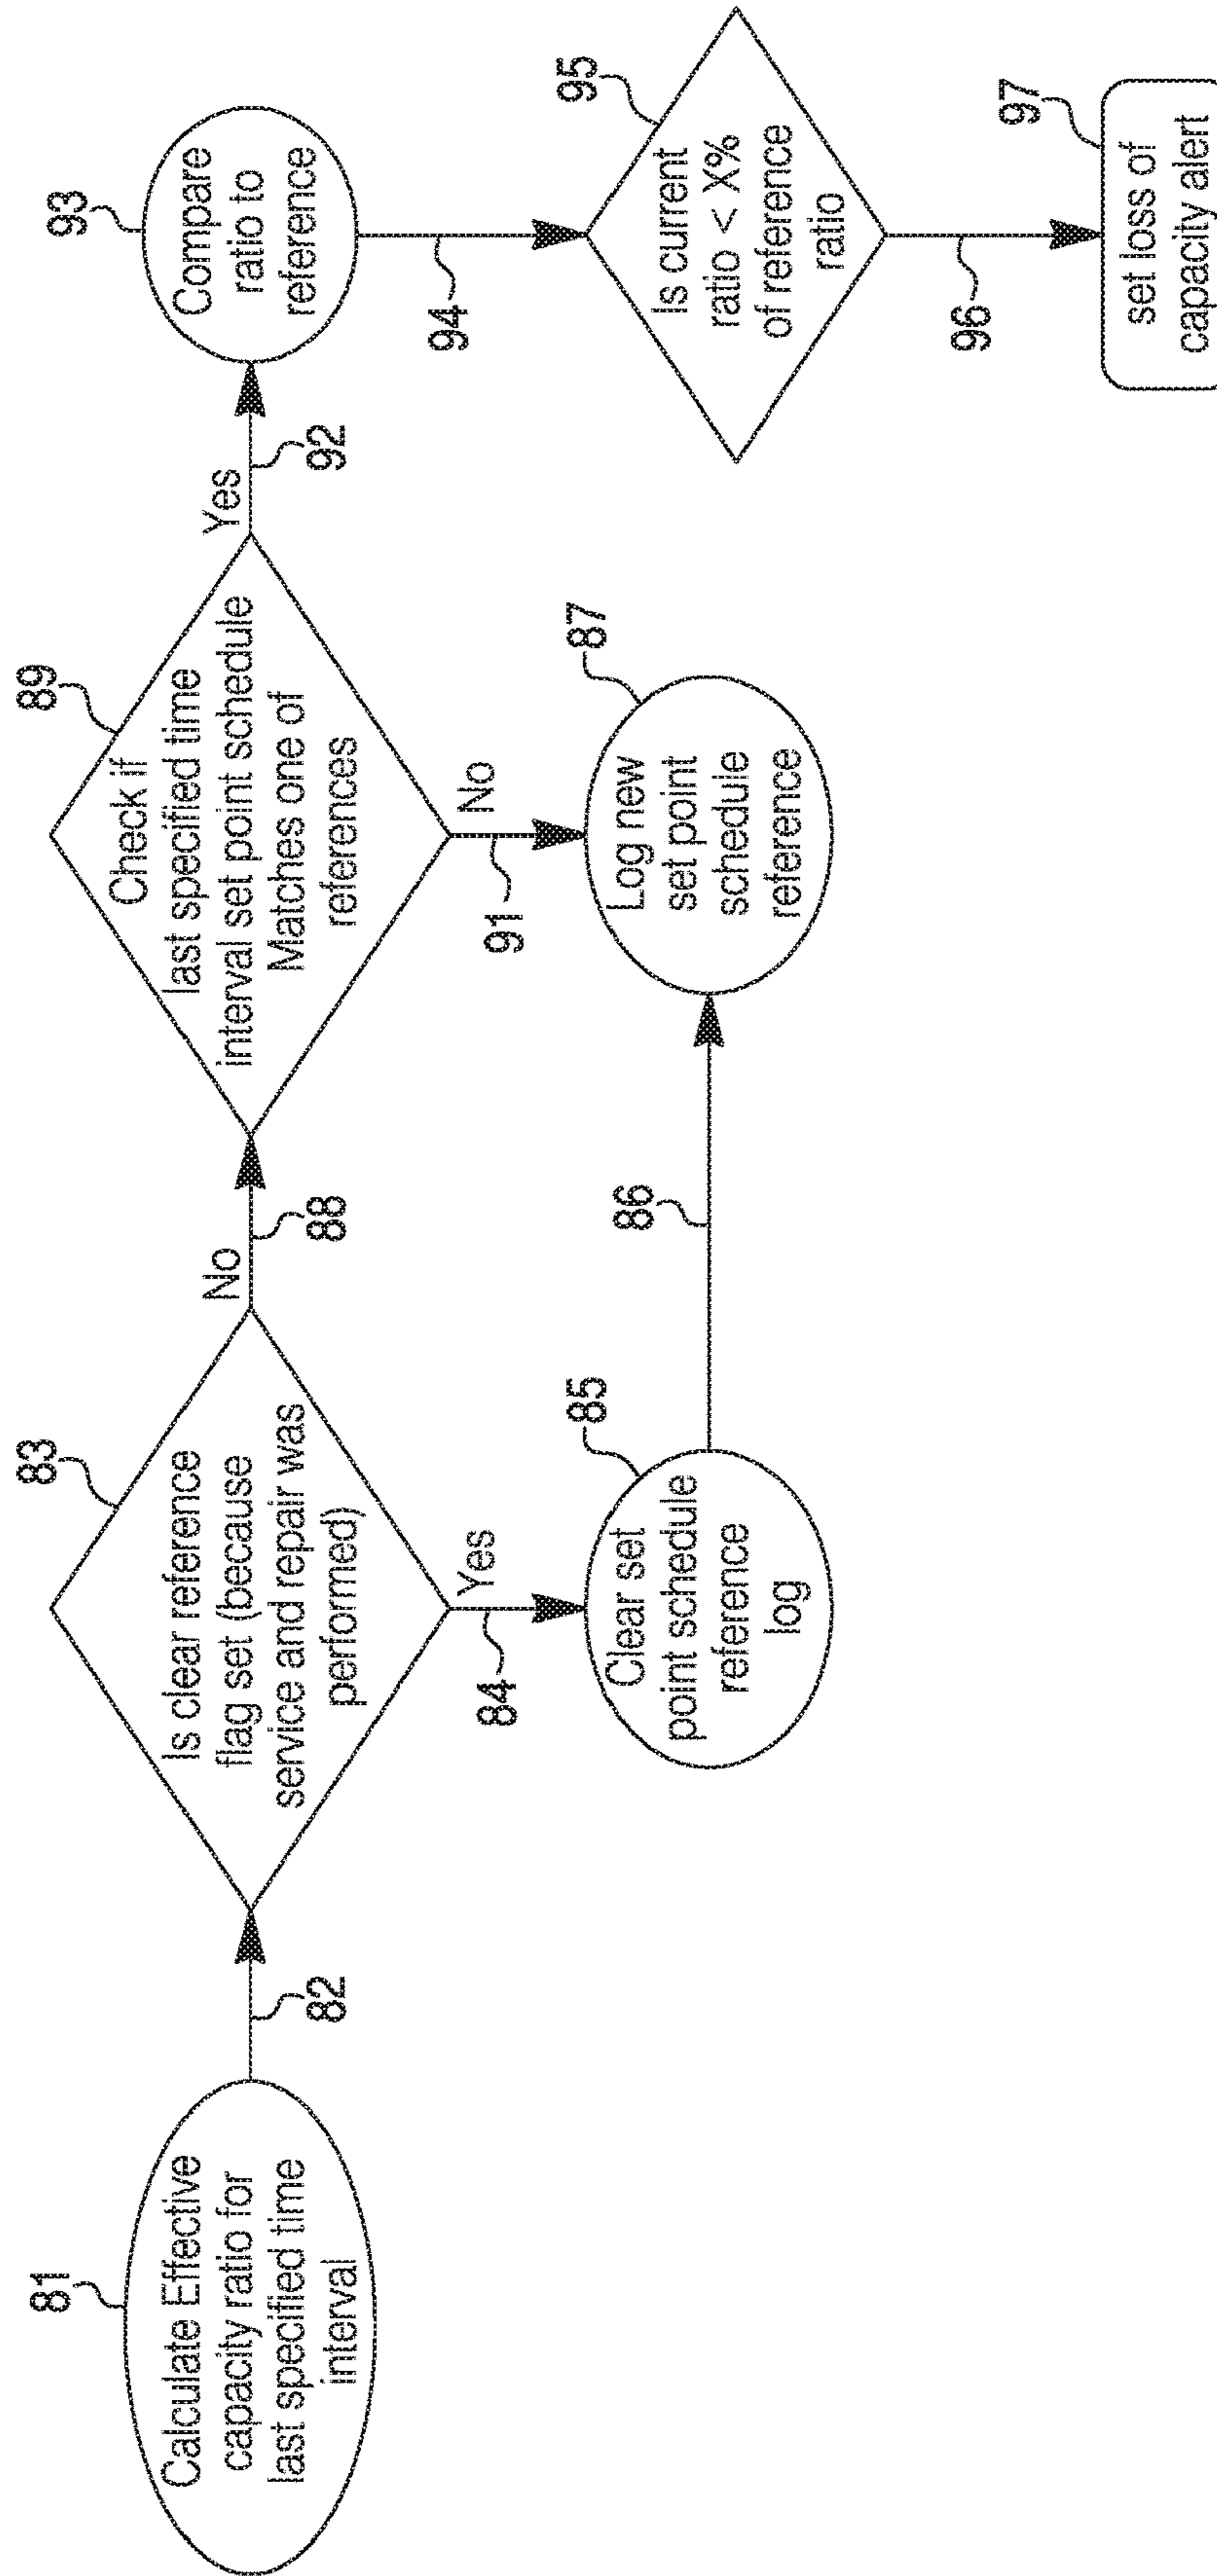 81
Calculate Effective
capacity ratio for
last specified time
interval
82
83
Is clear reference
flag set (because
service and repair was
performed)
No
88
Yes
84
85
Clear set
point schedule
reference
log
86
87
Log new
set point
schedule
reference
89
Check if
last specified time
interval set point schedule
Matches one of
references
No
91
Yes
92
93
Compare
ratio to
reference
94
95
Is current
ratio < X%
of reference
ratio
96
97
set loss of
capacity alert